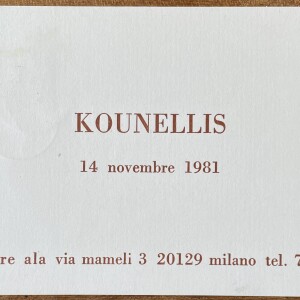 KOUNELLIS
14 novembre 1981
re ala via mameli 3 20129 milano tel. 7